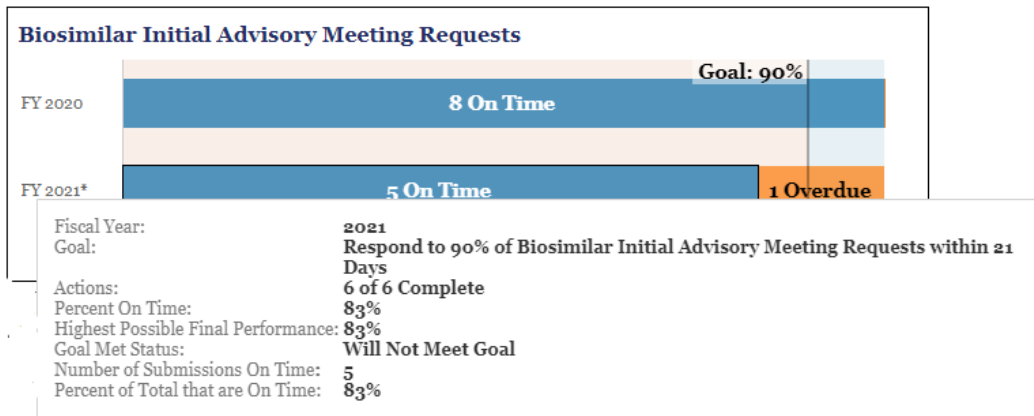 Biosimilar Initial Advisory Meeting Requests
Goal: 90%
FY 2020
8 On Time
FY 2021*
5 On Time
1 Overdue
Fiscal Year: 2021
Goal: Respond to 90% of Biosimilar Initial Advisory Meeting Requests within 21
Days
Actions: 6 of 6 Complete
Percent On Time: 83%
Highest Possible Final Performance: 83%
Goal Met Status: Will Not Meet Goal
Number of Submissions On Time: 5
Percent of Total that are On Time: 83%